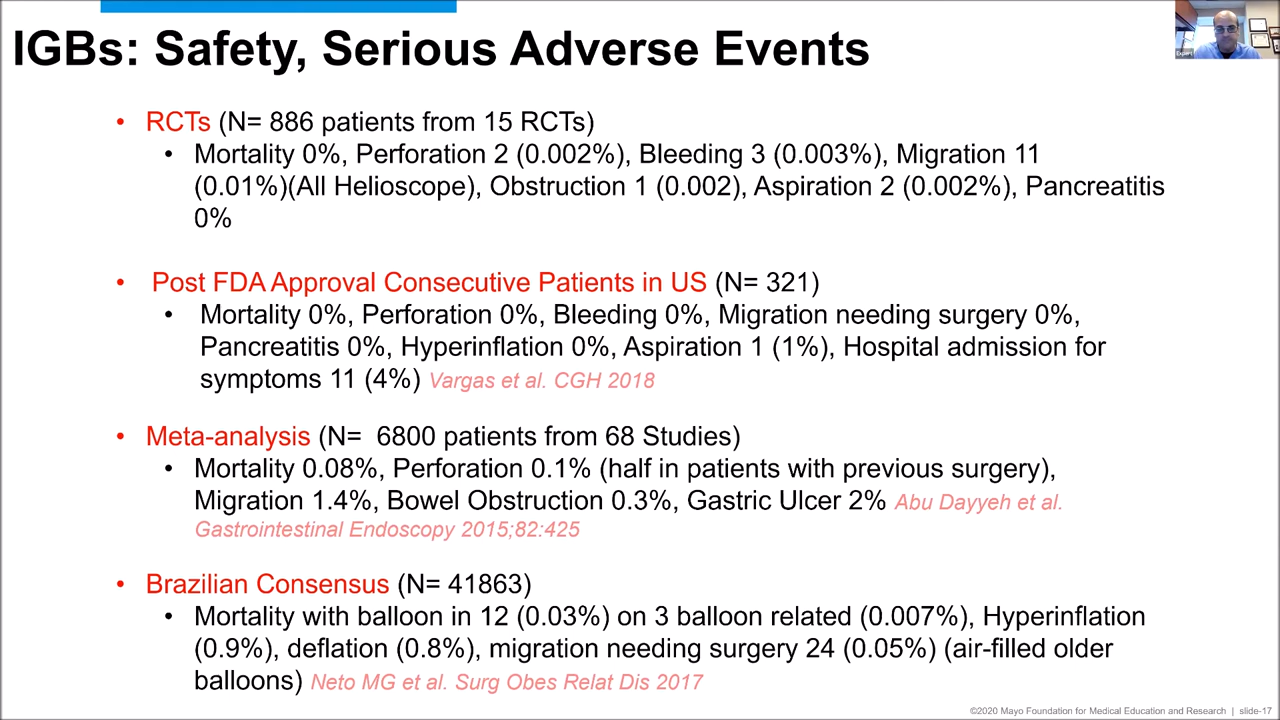 IGBs: Safety, Serious Adverse Events
Expert
• RCTs (N= 886 patients from 15 RCTs)
• Mortality 0%, Perforation 2 (0.002%), Bleeding 3 (0.003%), Migration 11
(0.01%)(All Helioscope), Obstruction 1 (0.002), Aspiration 2 (0.002%), Pancreatitis
0%
• Post FDA Approval Consecutive Patients in US (N= 321)
• Mortality 0%, Perforation 0%, Bleeding 0%, Migration needing surgery 0%,
Pancreatitis 0%, Hyperinflation 0%, Aspiration 1 (1%), Hospital admission for
symptoms 11 (4%) Vargas et al. CGH 2018
• Meta-analysis (N= 6800 patients from 68 Studies)
• Mortality 0.08%, Perforation 0.1% (half in patients with previous surgery),
Migration 1.4%, Bowel Obstruction 0.3%, Gastric Ulcer 2% Abu Dayyeh et al.
Gastrointestinal Endoscopy 2015;82:425
• Brazilian Consensus (N= 41863)
• Mortality with balloon in 12 (0.03%) on 3 balloon related (0.007%), Hyperinflation
(0.9%), deflation (0.8%), migration needing surgery 24 (0.05%) (air-filled older
balloons) Neto MG et al. Surg Obes Relat Dis 2017
©2020 Mayo Foundation for Medical Education and Research | slide-17